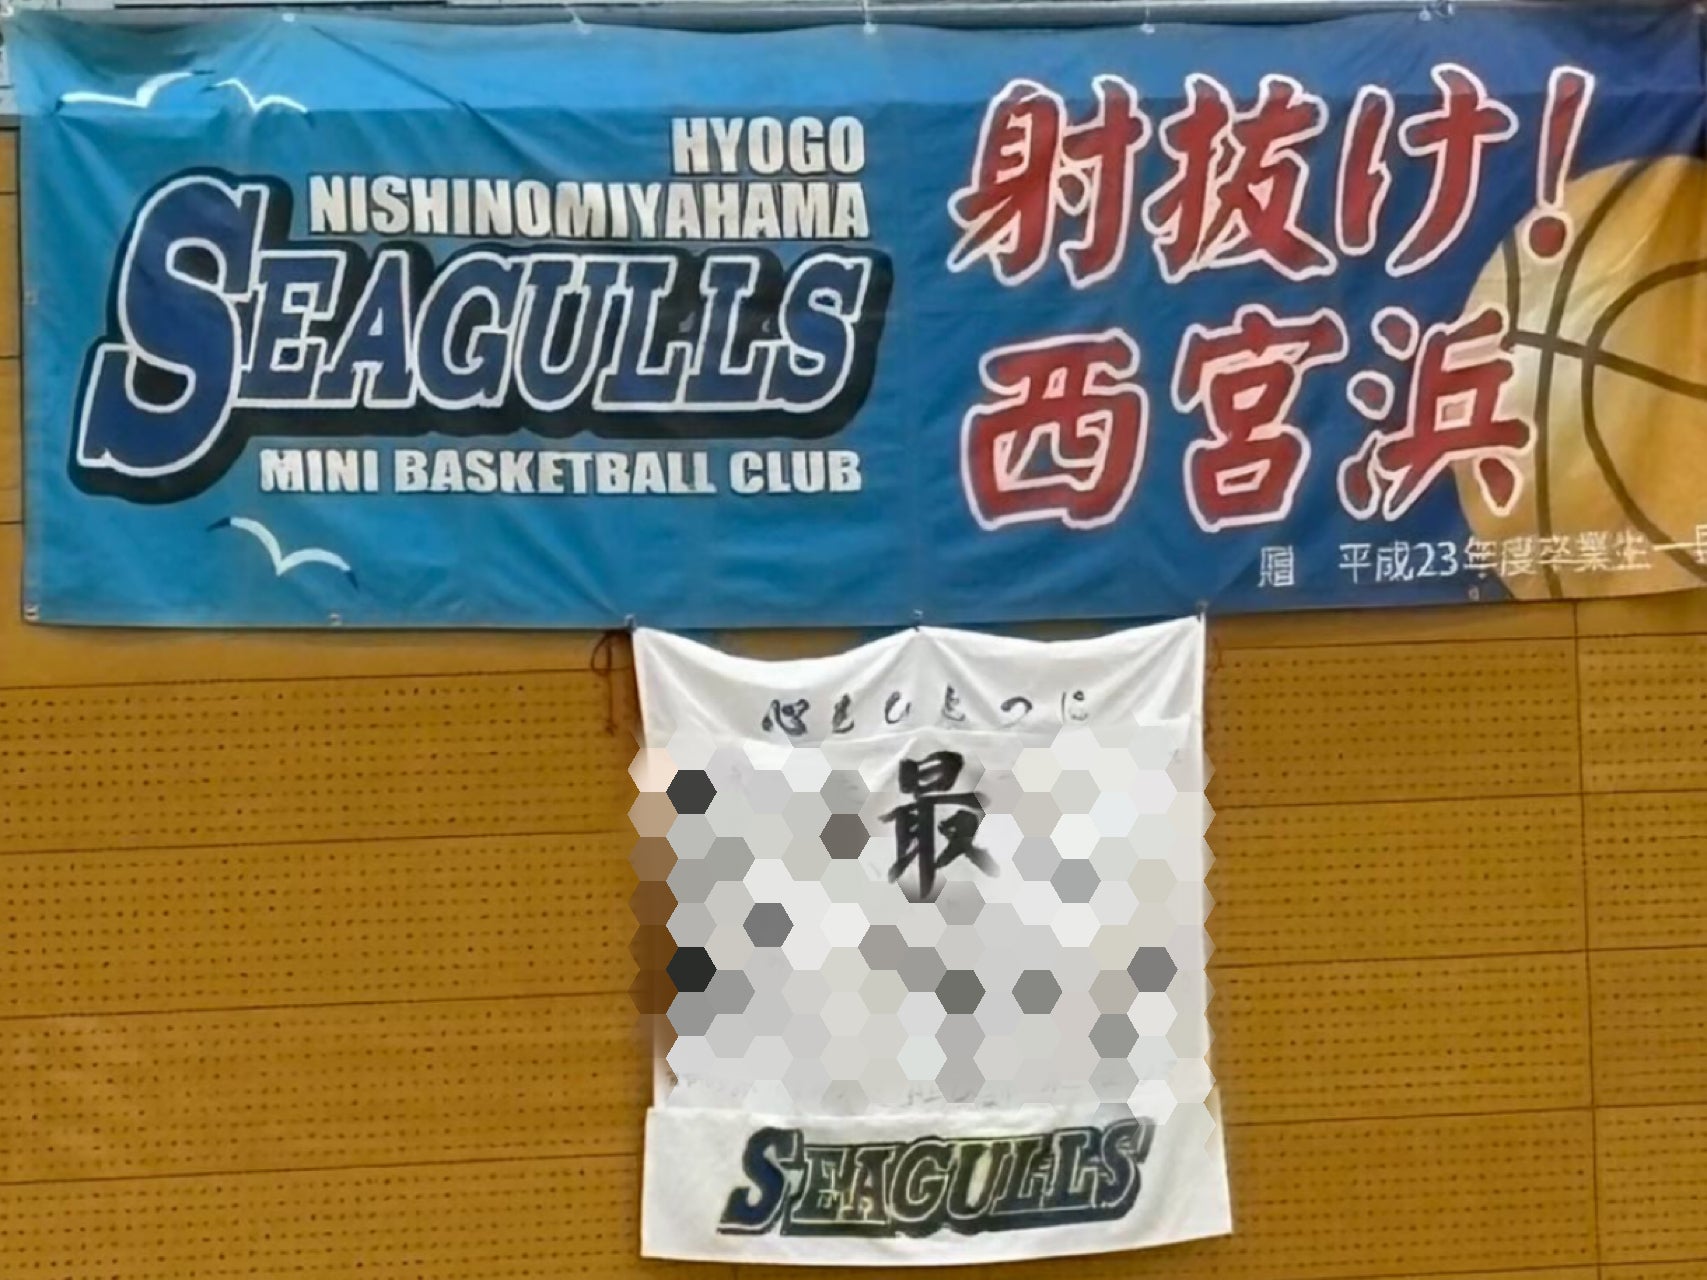 HYOGO
NISHINOMIYAHAMA
SEAGULLS
MINI BASKETBALL CLUB
射抜け!
西宮浜
贈 平成23年度卒業生一
心をひとつに
最
SEAGULLS